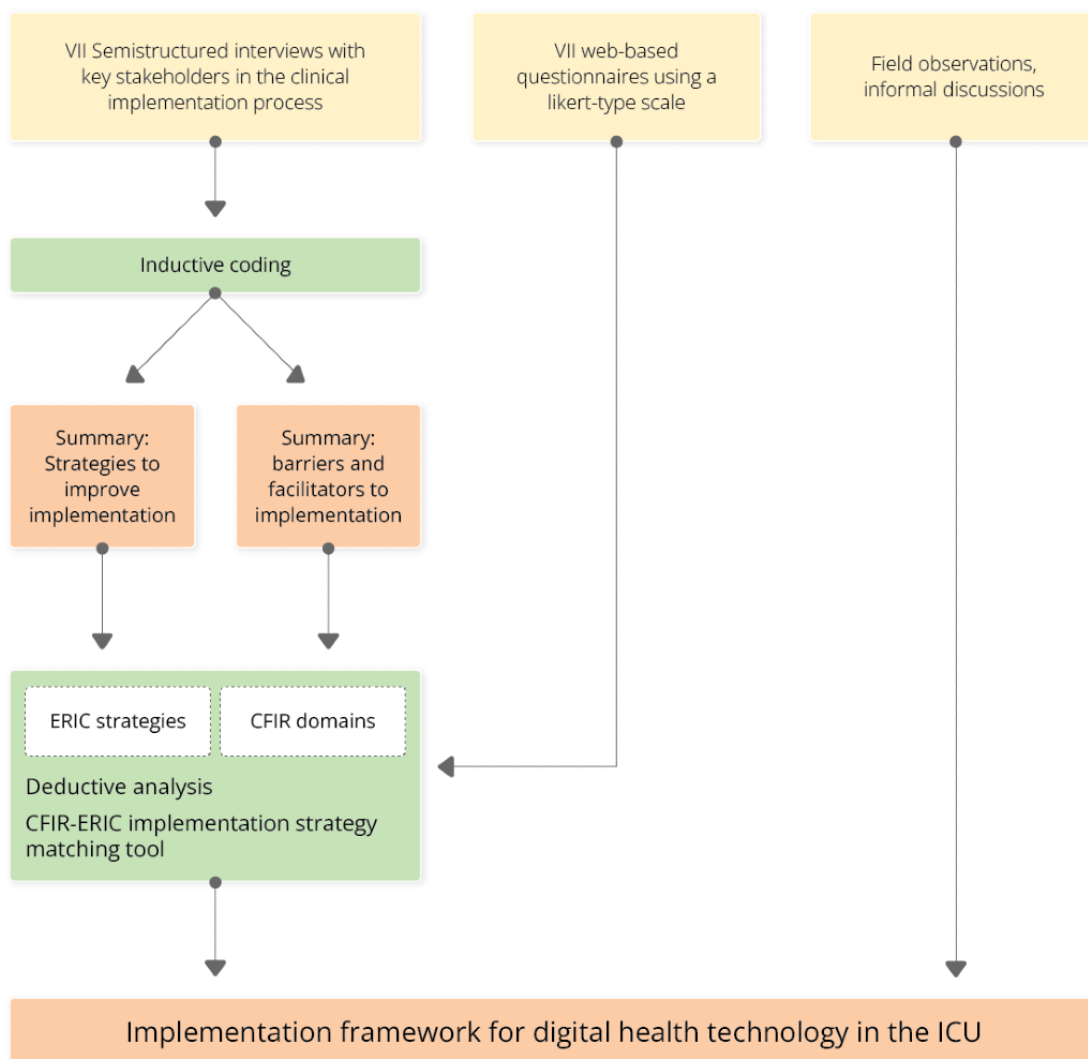 VII Semistructured interviews with
key stakeholders in the clinical
implementation process
VII web-based
questionnaires using a
likert-type scale
Field observations,
informal discussions
Inductive coding
Summary:
Strategies to
improve
implementation
Summary:
barriers and
facilitators to
implementation
ERIC strategies
CFIR domains
Deductive analysis
CFIR-ERIC implementation strategy
matching tool
Implementation framework for digital health technology in the ICU